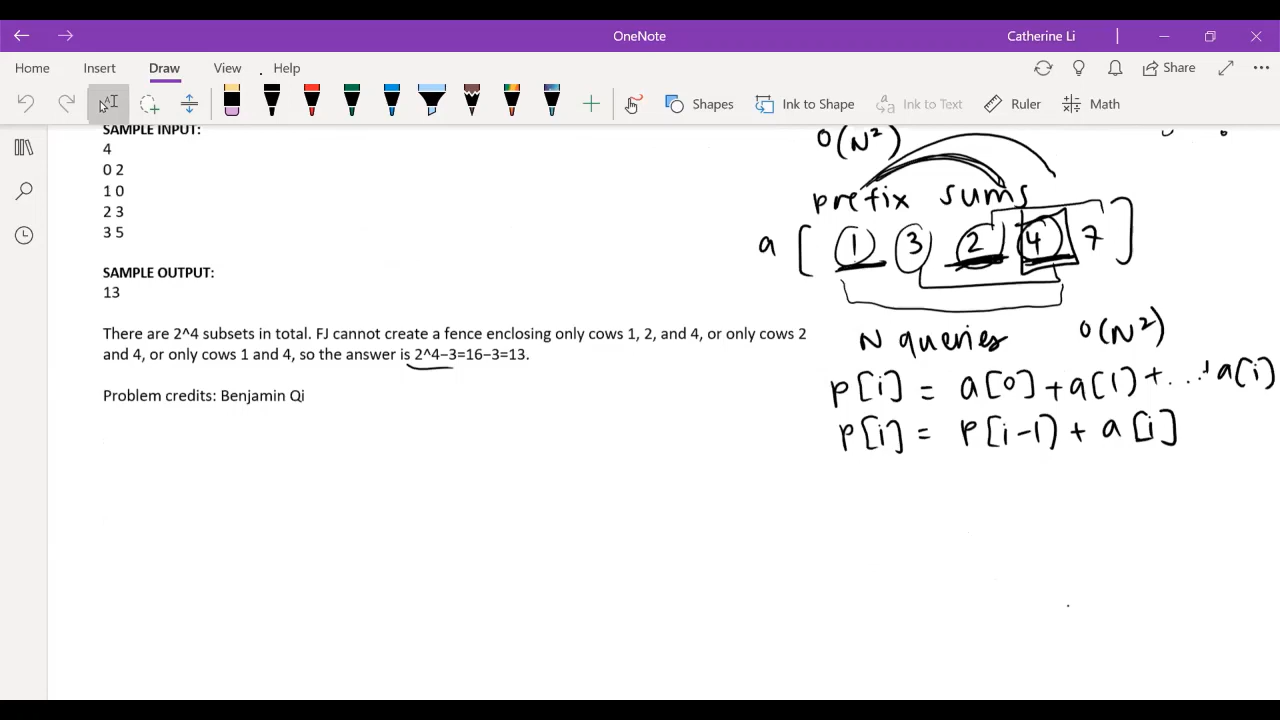 OneNote
Catherine Li
Home Insert Draw View Help
Share
Shapes
Ink to Shape
Ink to Text
Ruler
Math
SAMPLE INPUT:
4
0 2
1 0
2 3
3 5
SAMPLE OUTPUT:
13
There are 2^4 subsets in total. FJ cannot create a fence enclosing only cows 1, 2, and 4, or only cows 2
and 4, or only cows 1 and 4, so the answer is 2^4−3=16−3=13.
Problem credits: Benjamin Qi
O(N²)
prefix sums
a [ 1 3 2 4 7 ]
N queries O(N²)
p[i] = a[0] + a[1] + ... + a[i]
p[i] = p[i-1] + a[i]